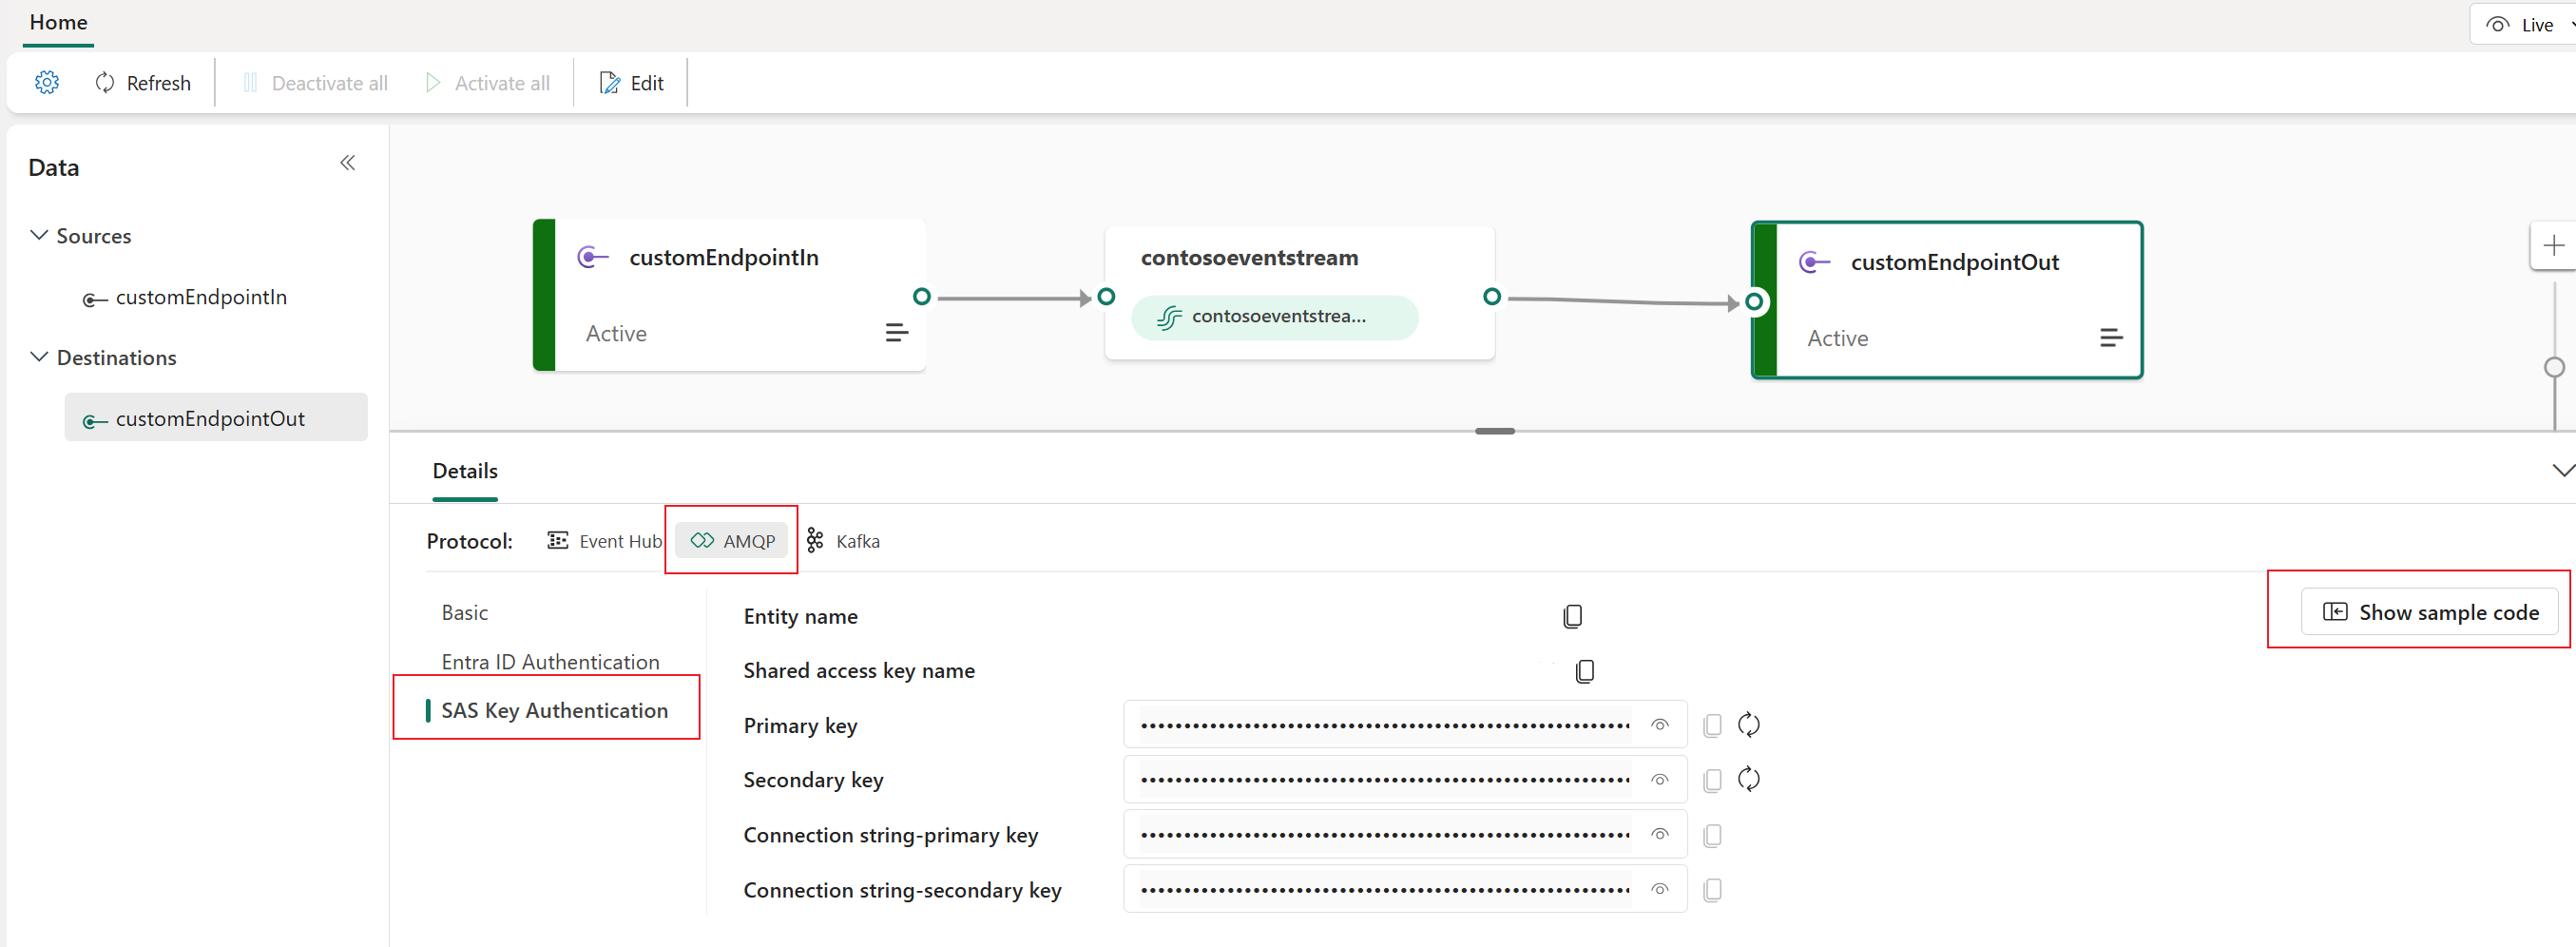 Home
Live
Refresh
Deactivate all
Activate all
Edit
Data
Sources
customEndpointIn
Destinations
customEndpointOut
customEndpointIn
Active
contosoeventstream
contosoeventstrea...
customEndpointOut
Active
Details
Protocol:
Event Hub
AMQP
Kafka
Basic
Entra ID Authentication
SAS Key Authentication
Entity name
Shared access key name
Primary key
Secondary key
Connection string-primary key
Connection string-secondary key
Show sample code